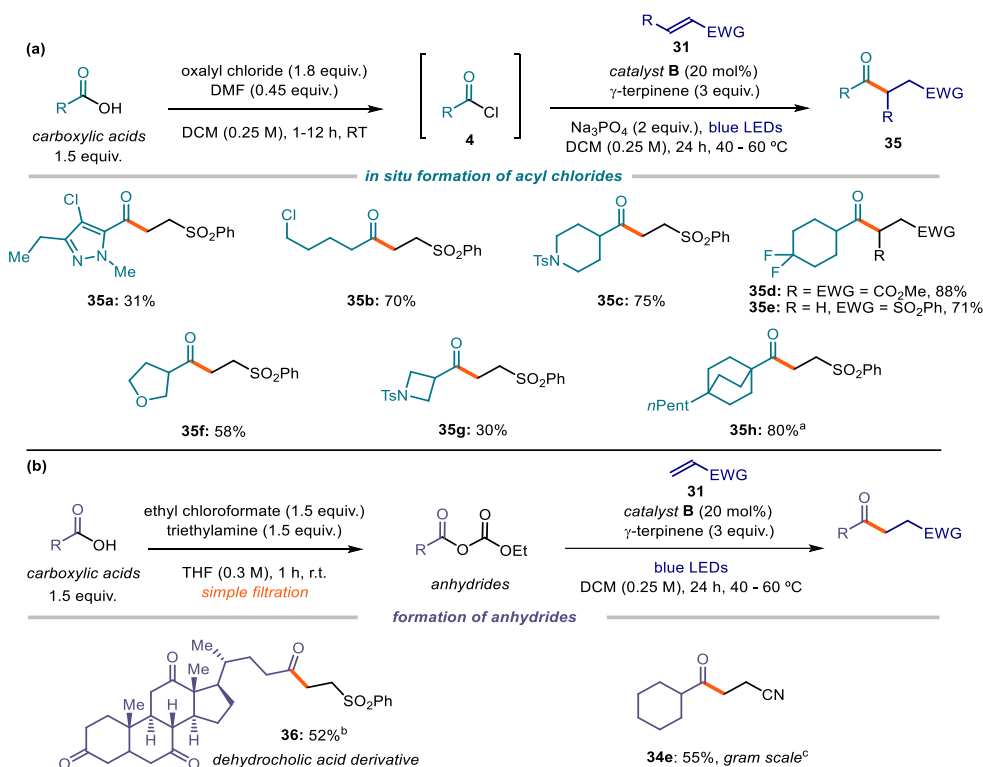 (a)
R
EWG
31
O
R
OH
carboxylic acids
1.5 equiv.
oxalyl chloride (1.8 equiv.)
DMF (0.45 equiv.)
DCM (0.25 M), 1-12 h, RT
O
R
Cl
4
catalyst B (20 mol%)
γ-terpinene (3 equiv.)
Na₃PO₄ (2 equiv.), blue LEDs
DCM (0.25 M), 24 h, 40 - 60 ºC
O
R
EWG
R
35
in situ formation of acyl chlorides
Cl
O
SO₂Ph
N
N
Me
Me
35a: 31%
Cl
O
SO₂Ph
35b: 70%
O
SO₂Ph
TsN
35c: 75%
O
EWG
F
F
R
35d: R = EWG = CO₂Me, 88%
35e: R = H, EWG = SO₂Ph, 71%
O
SO₂Ph
O
35f: 58%
O
SO₂Ph
TsN
35g: 30%
O
SO₂Ph
nPent
35h: 80%ᵃ
(b)
EWG
31
O
R
OH
carboxylic acids
1.5 equiv.
ethyl chloroformate (1.5 equiv.)
triethylamine (1.5 equiv.)
THF (0.3 M), 1 h, r.t.
simple filtration
O
O
R
O
OEt
anhydrides
catalyst B (20 mol%)
γ-terpinene (3 equiv.)
blue LEDs
DCM (0.25 M), 24 h, 40 - 60 ºC
O
R
EWG
formation of anhydrides
Me
O
O
Me
SO₂Ph
Me
H
H
H
O
O
36: 52%ᵇ
dehydrocholic acid derivative
O
CN
34e: 55%, gram scaleᶜ